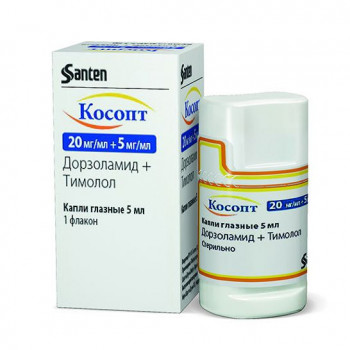 Santen
Косопт
20 мг/мл + 5 мг/мл
Дорзоламид +
Тимолол
Капли глазные 5 мл
1 флакон
Косопт 20 мг/мл + 5
Капли глазные 5 мл
Дорзоламид + Тимолол
Стерильно